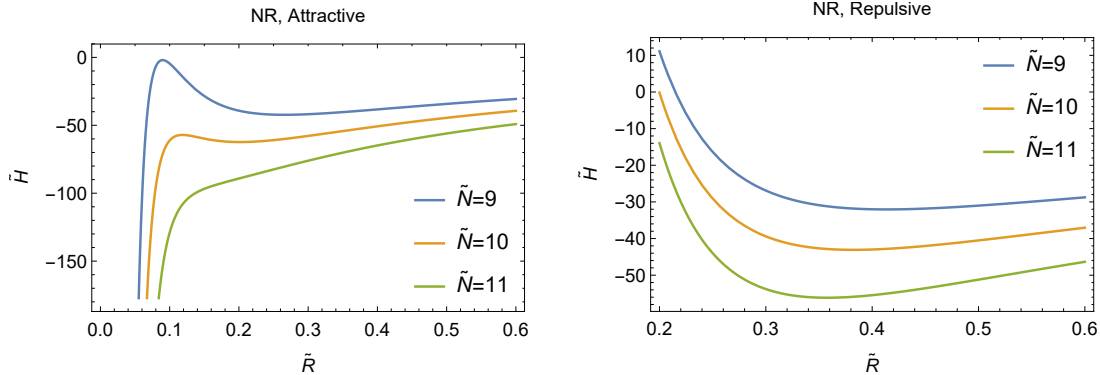 NR, Attractive
0
−50
−100
−150
H̃
Ñ=9
Ñ=10
Ñ=11
0.0 0.1 0.2 0.3 0.4 0.5 0.6
R̃
NR, Repulsive
10
0
−10
−20
−30
−40
−50
H̃
Ñ=9
Ñ=10
Ñ=11
0.2 0.3 0.4 0.5 0.6
R̃